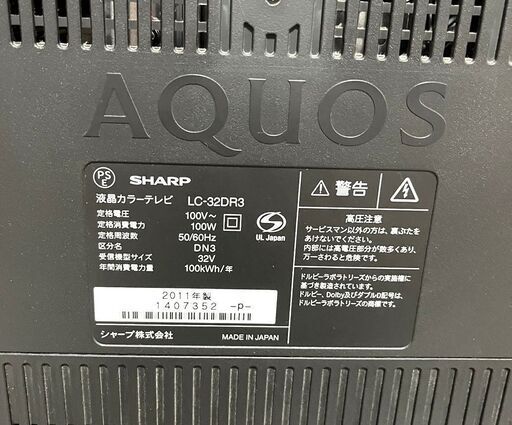 AQUOS
PS E
SHARP
液晶カラーテレビ LC-32DR3
定格電圧 100V～
定格消費電力 100W
定格周波数 50/60Hz
区分名 DN3
受信機型サイズ 32V
年間消費電力量 100kWh/年
UL Japan
2011年製
1407352 -p-
シャープ株式会社
MADE IN JAPAN
警告
高圧注意
サービスマン以外の方は、裏ぶたを
あけないでください。
内部には高電圧部分が数多くあり、
万一さわると危険です。
ドルビーラボラトリーズからの実施権に
基づき製造されています。
ドルビー、Dolby及びダブルD記号は、
ドルビーラボラトリーズの商標です。